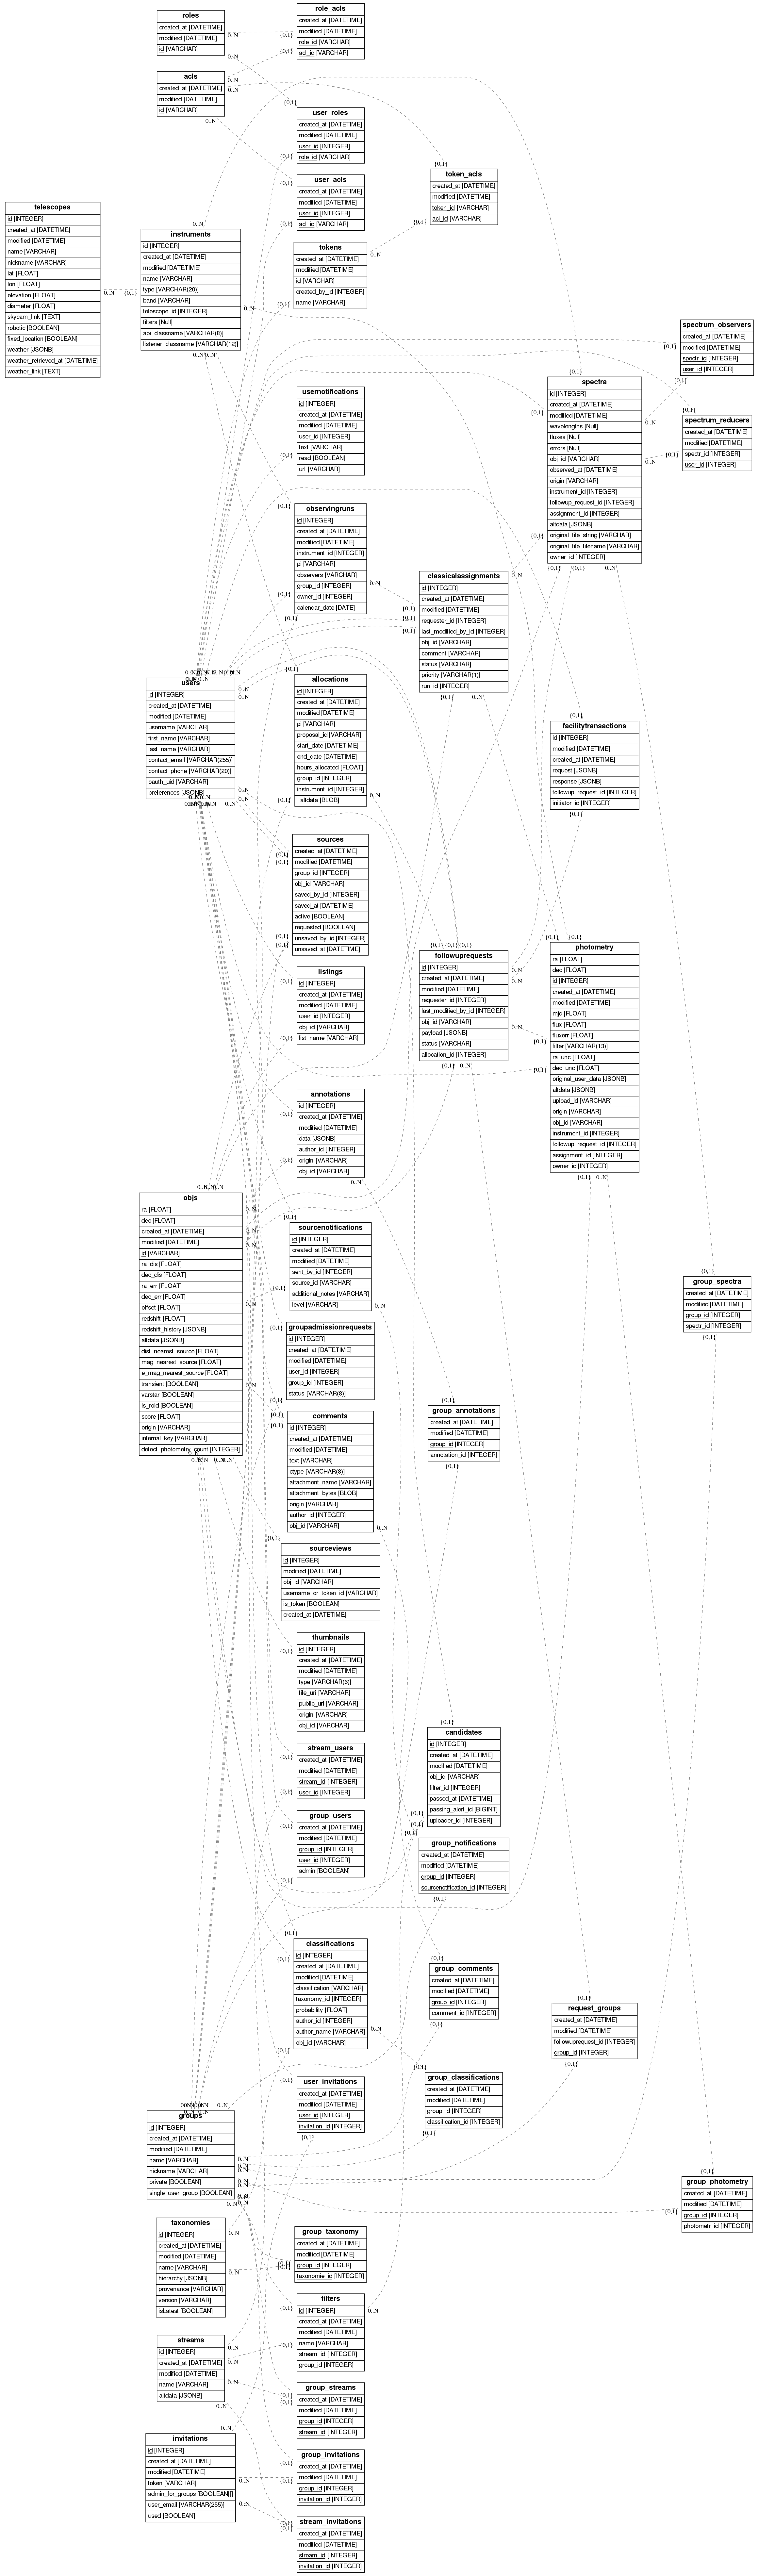 roles
created_at [DATETIME]
modified [DATETIME]
id [VARCHAR]
role_acls
created_at [DATETIME]
modified [DATETIME]
role_id [VARCHAR]
acl_id [VARCHAR]
acls
created_at [DATETIME]
modified [DATETIME]
id [VARCHAR]
user_roles
created_at [DATETIME]
modified [DATETIME]
user_id [INTEGER]
role_id [VARCHAR]
user_acls
created_at [DATETIME]
modified [DATETIME]
user_id [INTEGER]
acl_id [VARCHAR]
token_acls
created_at [DATETIME]
modified [DATETIME]
token_id [VARCHAR]
acl_id [VARCHAR]
telescopes
id [INTEGER]
created_at [DATETIME]
modified [DATETIME]
name [VARCHAR]
nickname [VARCHAR]
lat [FLOAT]
lon [FLOAT]
elevation [FLOAT]
diameter [FLOAT]
skycam_link [TEXT]
robotic [BOOLEAN]
fixed_location [BOOLEAN]
weather [JSONB]
weather_retrieved_at [DATETIME]
weather_link [TEXT]
instruments
id [INTEGER]
created_at [DATETIME]
modified [DATETIME]
name [VARCHAR]
type [VARCHAR(20)]
band [VARCHAR]
telescope_id [INTEGER]
filters [Null]
api_classname [VARCHAR(8)]
listener_classname [VARCHAR(12)]
tokens
created_at [DATETIME]
modified [DATETIME]
id [VARCHAR]
created_by_id [INTEGER]
name [VARCHAR]
spectrum_observers
created_at [DATETIME]
modified [DATETIME]
spectr_id [INTEGER]
user_id [INTEGER]
spectra
id [INTEGER]
created_at [DATETIME]
modified [DATETIME]
wavelengths [Null]
fluxes [Null]
errors [Null]
obj_id [VARCHAR]
observed_at [DATETIME]
origin [VARCHAR]
instrument_id [INTEGER]
followup_request_id [INTEGER]
assignment_id [INTEGER]
altdata [JSONB]
original_file_string [VARCHAR]
original_file_filename [VARCHAR]
owner_id [INTEGER]
spectrum_reducers
created_at [DATETIME]
modified [DATETIME]
spectr_id [INTEGER]
user_id [INTEGER]
usernotifications
id [INTEGER]
created_at [DATETIME]
modified [DATETIME]
user_id [INTEGER]
text [VARCHAR]
read [BOOLEAN]
url [VARCHAR]
observingruns
id [INTEGER]
created_at [DATETIME]
modified [DATETIME]
instrument_id [INTEGER]
pi [VARCHAR]
observers [VARCHAR]
group_id [INTEGER]
owner_id [INTEGER]
calendar_date [DATE]
classicalassignments
id [INTEGER]
created_at [DATETIME]
modified [DATETIME]
requester_id [INTEGER]
last_modified_by_id [INTEGER]
obj_id [VARCHAR]
comment [VARCHAR]
status [VARCHAR]
priority [VARCHAR(1)]
run_id [INTEGER]
users
id [INTEGER]
created_at [DATETIME]
modified [DATETIME]
username [VARCHAR]
first_name [VARCHAR]
last_name [VARCHAR]
contact_email [VARCHAR(255)]
contact_phone [VARCHAR(20)]
oauth_uid [VARCHAR]
preferences [JSONB]
allocations
id [INTEGER]
created_at [DATETIME]
modified [DATETIME]
pi [VARCHAR]
proposal_id [VARCHAR]
start_date [DATETIME]
end_date [DATETIME]
hours_allocated [FLOAT]
group_id [INTEGER]
instrument_id [INTEGER]
_altdata [BLOB]
facilitytransactions
id [INTEGER]
modified [DATETIME]
created_at [DATETIME]
request [JSONB]
response [JSONB]
followup_request_id [INTEGER]
initiator_id [INTEGER]
sources
created_at [DATETIME]
modified [DATETIME]
group_id [INTEGER]
obj_id [VARCHAR]
saved_by_id [INTEGER]
saved_at [DATETIME]
active [BOOLEAN]
requested [BOOLEAN]
unsaved_by_id [INTEGER]
unsaved_at [DATETIME]
followuprequests
id [INTEGER]
created_at [DATETIME]
modified [DATETIME]
requester_id [INTEGER]
last_modified_by_id [INTEGER]
obj_id [VARCHAR]
payload [JSONB]
status [VARCHAR]
allocation_id [INTEGER]
photometry
ra [FLOAT]
dec [FLOAT]
id [INTEGER]
created_at [DATETIME]
modified [DATETIME]
mjd [FLOAT]
flux [FLOAT]
fluxerr [FLOAT]
filter [VARCHAR(13)]
ra_unc [FLOAT]
dec_unc [FLOAT]
original_user_data [JSONB]
altdata [JSONB]
upload_id [VARCHAR]
origin [VARCHAR]
obj_id [VARCHAR]
instrument_id [INTEGER]
followup_request_id [INTEGER]
assignment_id [INTEGER]
owner_id [INTEGER]
listings
id [INTEGER]
created_at [DATETIME]
modified [DATETIME]
user_id [INTEGER]
obj_id [VARCHAR]
list_name [VARCHAR]
annotations
id [INTEGER]
created_at [DATETIME]
modified [DATETIME]
data [JSONB]
author_id [INTEGER]
origin [VARCHAR]
obj_id [VARCHAR]
objs
ra [FLOAT]
dec [FLOAT]
created_at [DATETIME]
modified [DATETIME]
id [VARCHAR]
ra_dis [FLOAT]
dec_dis [FLOAT]
ra_err [FLOAT]
dec_err [FLOAT]
offset [FLOAT]
redshift [FLOAT]
redshift_history [JSONB]
altdata [JSONB]
dist_nearest_source [FLOAT]
mag_nearest_source [FLOAT]
e_mag_nearest_source [FLOAT]
transient [BOOLEAN]
varstar [BOOLEAN]
is_roid [BOOLEAN]
score [FLOAT]
origin [VARCHAR]
internal_key [VARCHAR]
detect_photometry_count [INTEGER]
sourcenotifications
id [INTEGER]
created_at [DATETIME]
modified [DATETIME]
sent_by_id [INTEGER]
source_id [VARCHAR]
additional_notes [VARCHAR]
level [VARCHAR]
group_spectra
created_at [DATETIME]
modified [DATETIME]
group_id [INTEGER]
spectr_id [INTEGER]
groupadmissionrequests
id [INTEGER]
created_at [DATETIME]
modified [DATETIME]
user_id [INTEGER]
group_id [INTEGER]
status [VARCHAR(8)]
group_annotations
created_at [DATETIME]
modified [DATETIME]
group_id [INTEGER]
annotation_id [INTEGER]
comments
id [INTEGER]
created_at [DATETIME]
modified [DATETIME]
text [VARCHAR]
ctype [VARCHAR(8)]
attachment_name [VARCHAR]
attachment_bytes [BLOB]
origin [VARCHAR]
author_id [INTEGER]
obj_id [VARCHAR]
sourceviews
id [INTEGER]
modified [DATETIME]
obj_id [VARCHAR]
username_or_token_id [VARCHAR]
is_token [BOOLEAN]
created_at [DATETIME]
thumbnails
id [INTEGER]
created_at [DATETIME]
modified [DATETIME]
type [VARCHAR(6)]
file_uri [VARCHAR]
public_url [VARCHAR]
origin [VARCHAR]
obj_id [VARCHAR]
candidates
id [INTEGER]
created_at [DATETIME]
modified [DATETIME]
obj_id [VARCHAR]
filter_id [INTEGER]
passed_at [DATETIME]
passing_alert_id [BIGINT]
uploader_id [INTEGER]
stream_users
created_at [DATETIME]
modified [DATETIME]
stream_id [INTEGER]
user_id [INTEGER]
group_users
created_at [DATETIME]
modified [DATETIME]
group_id [INTEGER]
user_id [INTEGER]
admin [BOOLEAN]
group_notifications
created_at [DATETIME]
modified [DATETIME]
group_id [INTEGER]
sourcenotification_id [INTEGER]
classifications
id [INTEGER]
created_at [DATETIME]
modified [DATETIME]
classification [VARCHAR]
taxonomy_id [INTEGER]
probability [FLOAT]
author_id [INTEGER]
author_name [VARCHAR]
obj_id [VARCHAR]
group_comments
created_at [DATETIME]
modified [DATETIME]
group_id [INTEGER]
comment_id [INTEGER]
request_groups
created_at [DATETIME]
modified [DATETIME]
followuprequest_id [INTEGER]
group_id [INTEGER]
user_invitations
created_at [DATETIME]
modified [DATETIME]
user_id [INTEGER]
invitation_id [INTEGER]
group_classifications
created_at [DATETIME]
modified [DATETIME]
group_id [INTEGER]
classification_id [INTEGER]
groups
id [INTEGER]
created_at [DATETIME]
modified [DATETIME]
name [VARCHAR]
nickname [VARCHAR]
private [BOOLEAN]
single_user_group [BOOLEAN]
group_photometry
created_at [DATETIME]
modified [DATETIME]
group_id [INTEGER]
photometr_id [INTEGER]
taxonomies
id [INTEGER]
created_at [DATETIME]
modified [DATETIME]
name [VARCHAR]
hierarchy [JSONB]
provenance [VARCHAR]
version [VARCHAR]
isLatest [BOOLEAN]
group_taxonomy
created_at [DATETIME]
modified [DATETIME]
group_id [INTEGER]
taxonomie_id [INTEGER]
filters
id [INTEGER]
created_at [DATETIME]
modified [DATETIME]
name [VARCHAR]
stream_id [INTEGER]
group_id [INTEGER]
streams
id [INTEGER]
created_at [DATETIME]
modified [DATETIME]
name [VARCHAR]
altdata [JSONB]
group_streams
created_at [DATETIME]
modified [DATETIME]
group_id [INTEGER]
stream_id [INTEGER]
invitations
id [INTEGER]
created_at [DATETIME]
modified [DATETIME]
token [VARCHAR]
admin_for_groups [BOOLEAN[]]
user_email [VARCHAR(255)]
used [BOOLEAN]
group_invitations
created_at [DATETIME]
modified [DATETIME]
group_id [INTEGER]
invitation_id [INTEGER]
stream_invitations
created_at [DATETIME]
modified [DATETIME]
stream_id [INTEGER]
invitation_id [INTEGER]